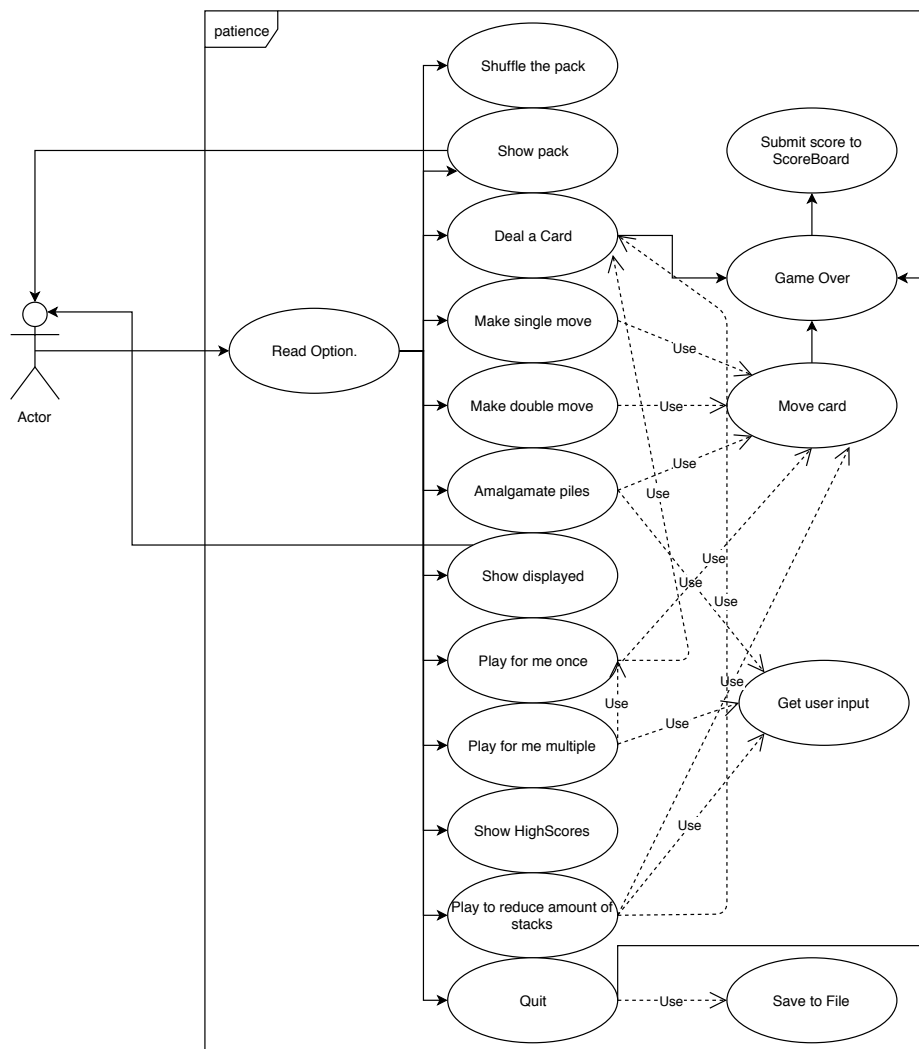 patience
Shuffle the pack
Show pack
Submit score to
ScoreBoard
Deal a Card
Game Over
Make single move
Use
Read Option.
Actor
Make double move
Use
Move card
Amalgamate piles
Use
Use
Use
Show displayed
Use
Use
Play for me once
Use
Get user input
Use
Use
Play for me multiple
Show HighScores
Use
Play to reduce amount of
stacks
Quit
Use
Save to File